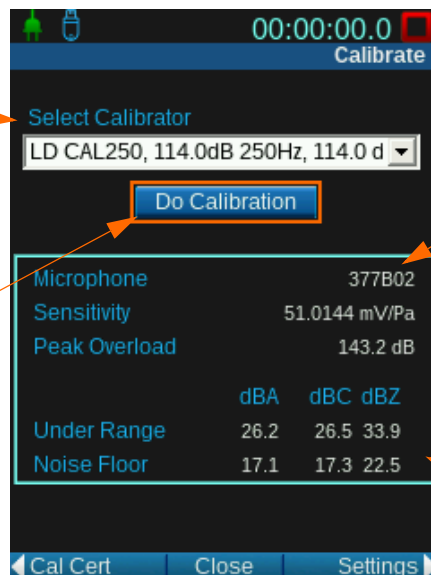 00:00:00.0
Calibrate
Select Calibrator
LD CAL250, 114.0dB 250Hz, 114.0 d
Do Calibration
Microphone 377B02
Sensitivity 51.0144 mV/Pa
Peak Overload 143.2 dB
dBA dBC dBZ
Under Range 26.2 26.5 33.9
Noise Floor 17.1 17.3 22.5
Cal Cert Close Settings